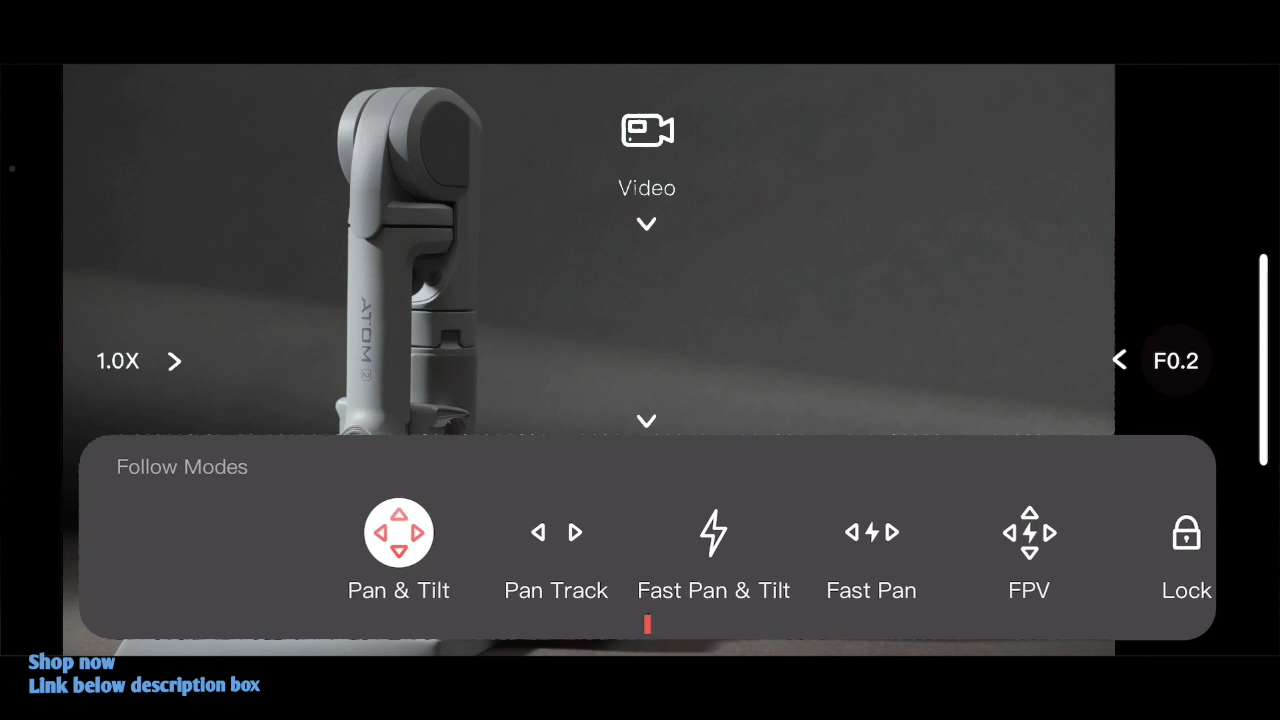 Video
1.0X
F0.2
ATOM 2
Follow Modes
Pan & Tilt
Pan Track
Fast Pan & Tilt
Fast Pan
FPV
Lock
Shop now
Link below description box